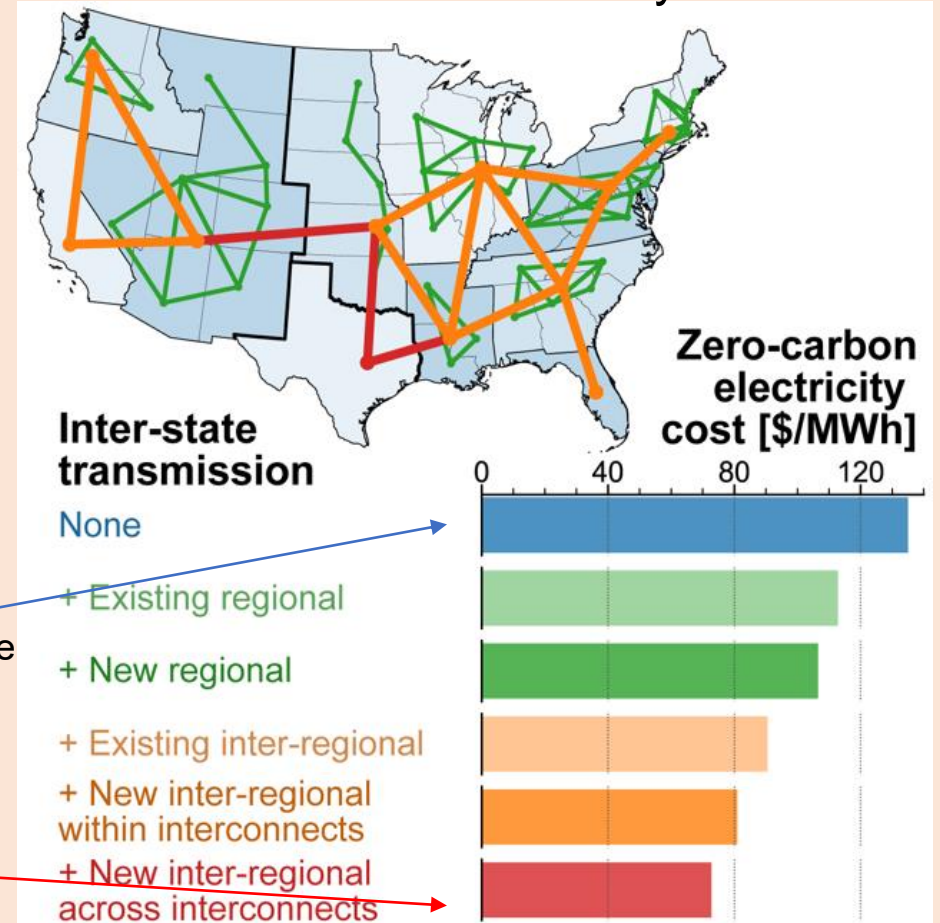 Zero-carbon
electricity
cost [$/MWh]
Inter-state
transmission
0 40 80 120
None
+ Existing regional
+ New regional
+ Existing inter-regional
+ New inter-regional
within interconnects
+ New inter-regional
across interconnects